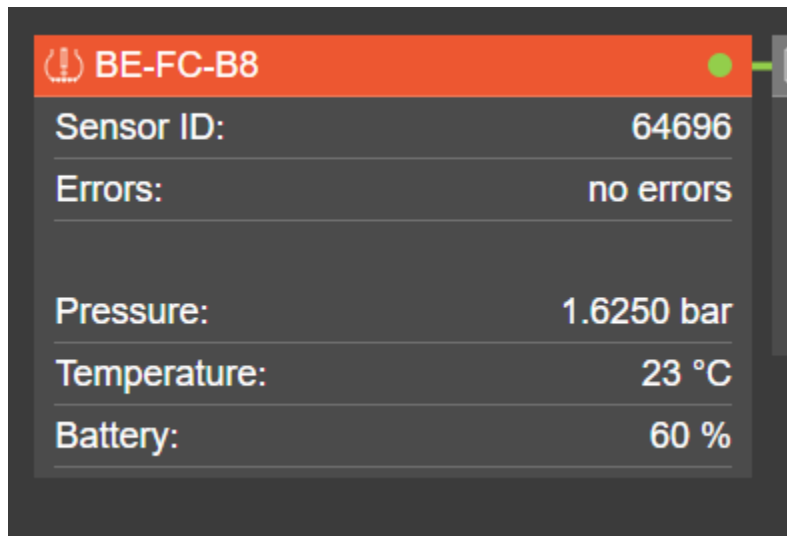 BE-FC-B8
Sensor ID: 64696
Errors: no errors
Pressure: 1.6250 bar
Temperature: 23 °C
Battery: 60 %